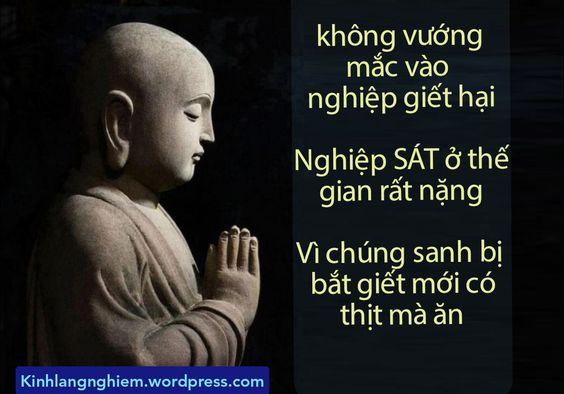 không vướng
mắc vào
nghiệp giết hại
Nghiệp SÁT ở thế
gian rất nặng
Vì chúng sanh bị
bắt giết mới có
thịt mà ăn
Kinhlangnghiem.wordpress.com